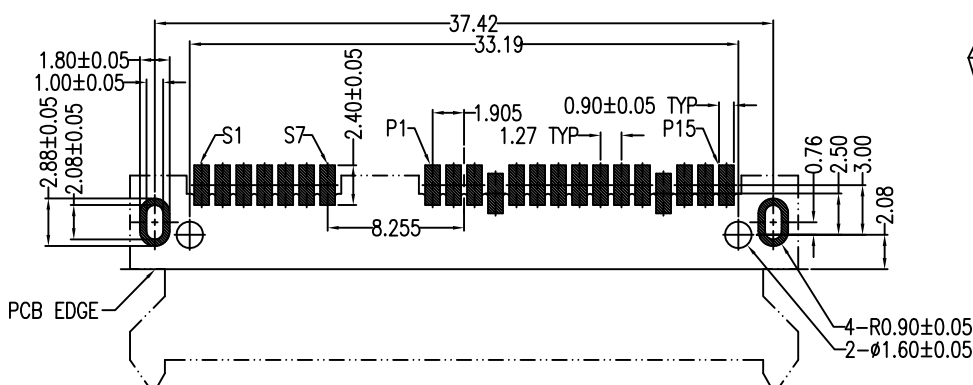 37.42
33.19
1.80±0.05
1.00±0.05
2.88±0.05
2.08±0.05
2.40±0.05
1.905
0.90±0.05 TYP
1.27 TYP
S1
S7
P1
P15
0.76
2.50
3.00
2.08
8.255
PCB EDGE
4-R0.90±0.05
2-ø1.60±0.05